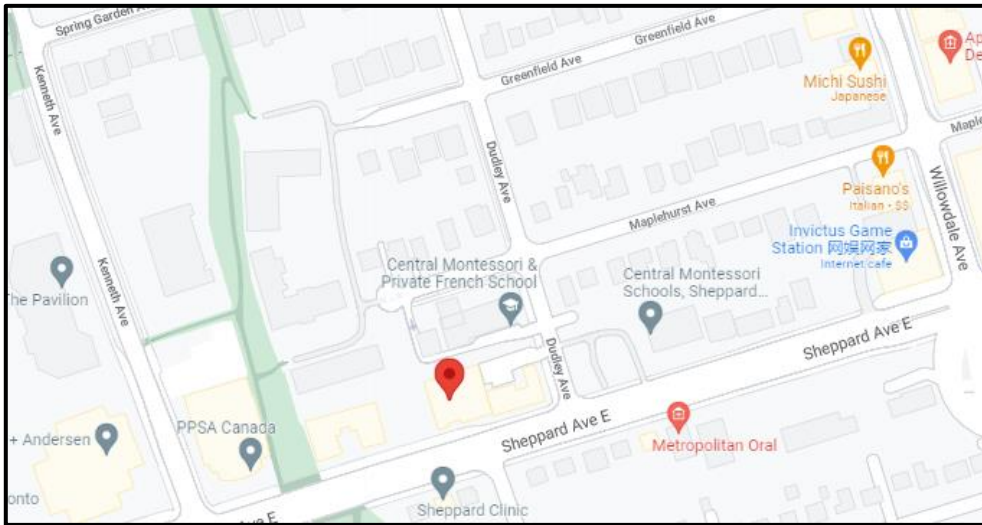 Spring Garden Ave
Kenneth Ave
Greenfield Ave
Greenfield Ave
Michi Sushi
Japanese
Dudley Ave
Maplehurst Ave
Paisano's
Italian • $$
Willowdale Ave
Invictus Game
Station 网娱网家
Internet cafe
Kenneth Ave
The Pavilion
Central Montessori &
Private French School
Central Montessori
Schools, Sheppard...
Dudley Ave
Sheppard Ave E
Sheppard Ave E
Andersen
PPSA Canada
Metropolitan Oral
Sheppard Clinic